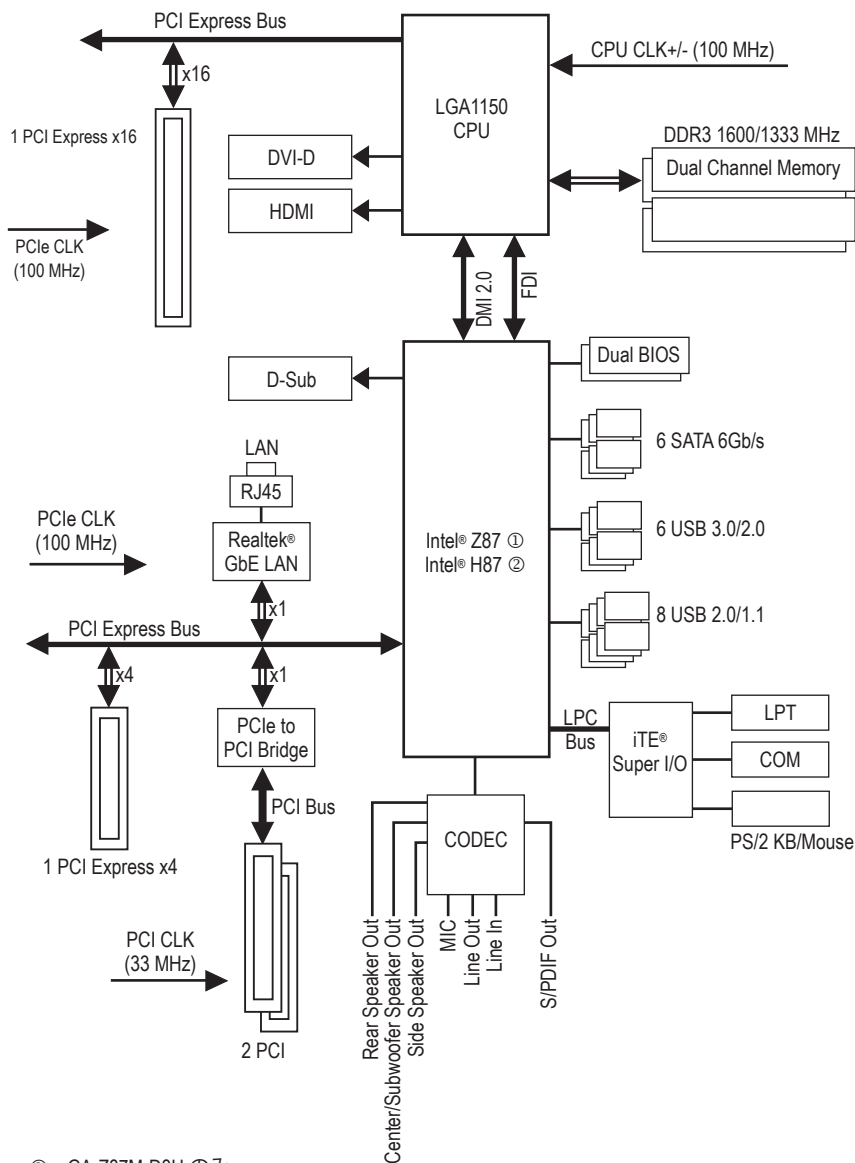 PCI Express Bus
x16
1 PCI Express x16
PCIe CLK
(100 MHz)
LGA1150
CPU
CPU CLK+/- (100 MHz)
DDR3 1600/1333 MHz
Dual Channel Memory
DVI-D
HDMI
DMI 2.0
FDI
D-Sub
Dual BIOS
6 SATA 6Gb/s
6 USB 3.0/2.0
8 USB 2.0/1.1
Intel® Z87 ①
Intel® H87 ②
LAN
RJ45
Realtek®
GbE LAN
PCIe CLK
(100 MHz)
x1
PCI Express Bus
x4
x1
PCIe to
PCI Bridge
PCI Bus
1 PCI Express x4
PCI CLK
(33 MHz)
2 PCI
LPC
Bus
iTE®
Super I/O
LPT
COM
PS/2 KB/Mouse
CODEC
Rear Speaker Out
Center/Subwoofer Speaker Out
Side Speaker Out
MIC
Line Out
Line In
S/PDIF Out